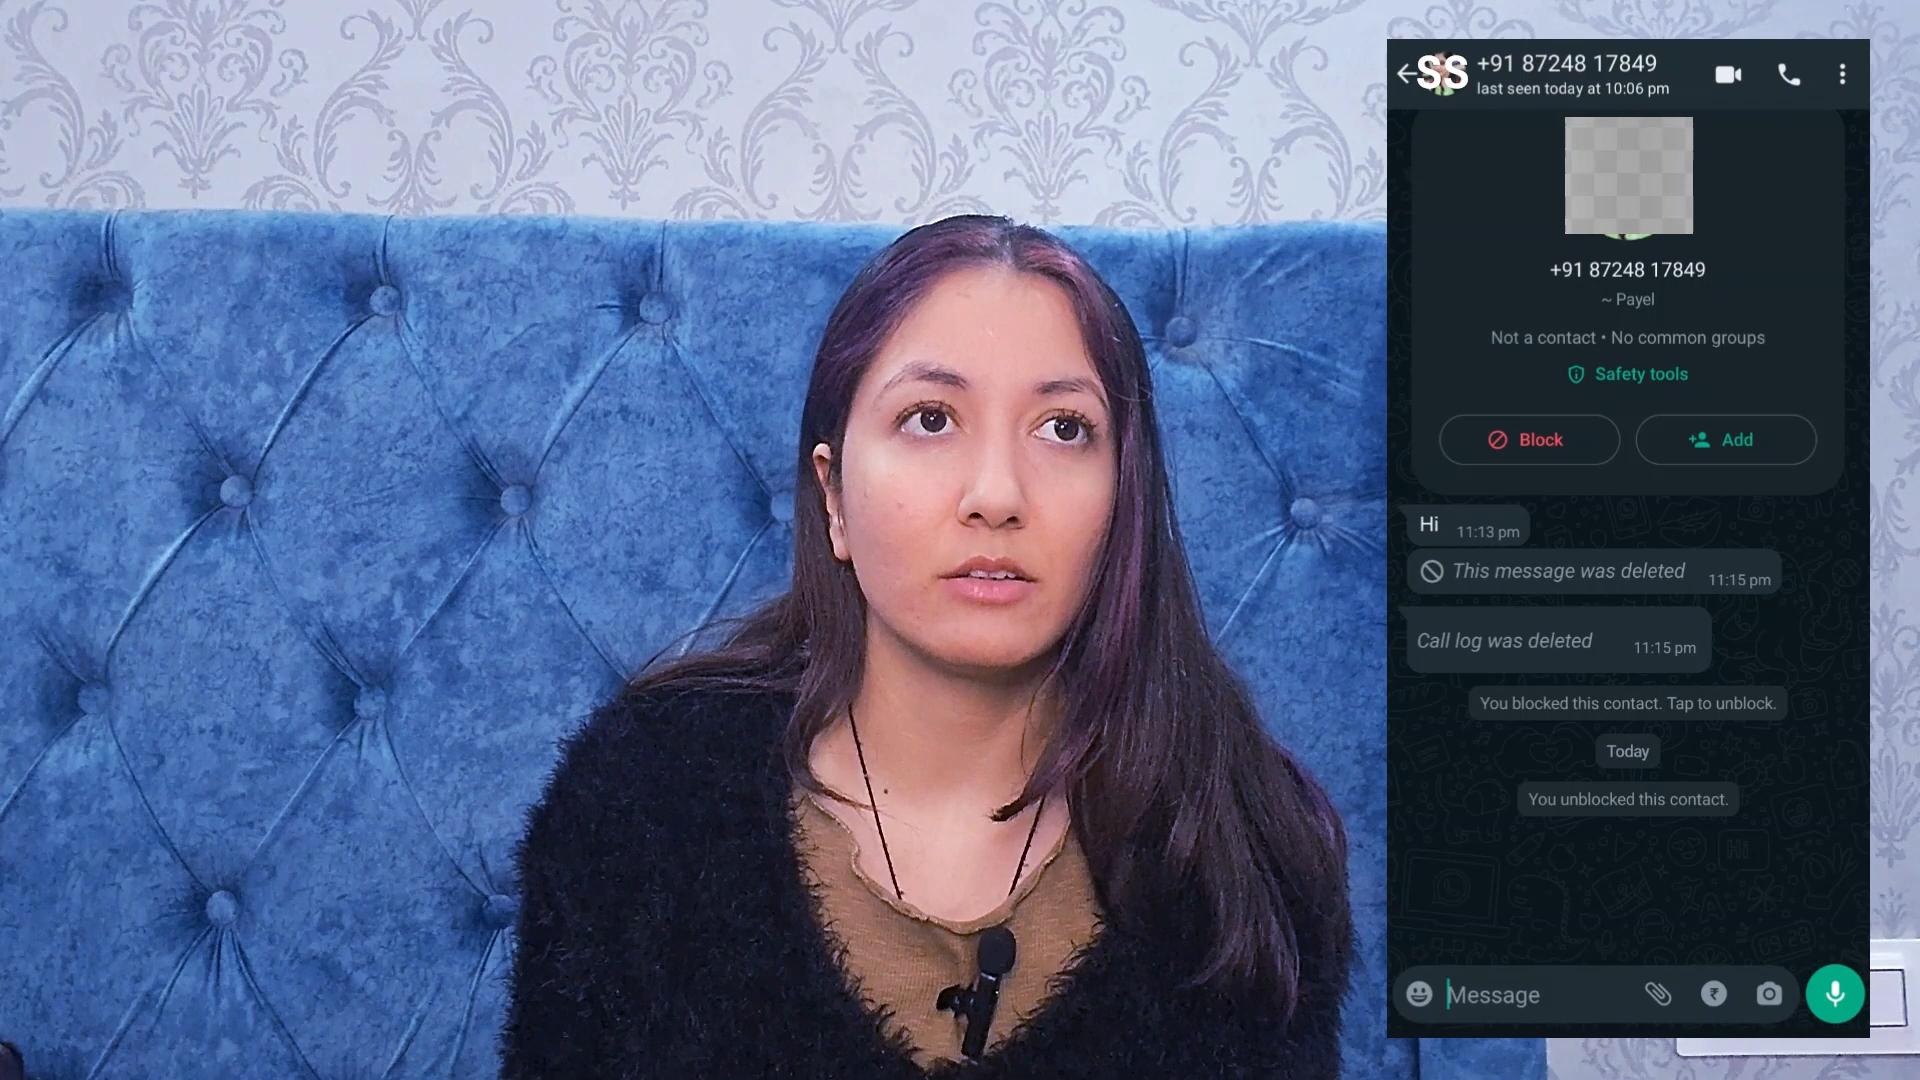 SS
+91 87248 17849
last seen today at 10:06 pm
+91 87248 17849
~ Payel
Not a contact • No common groups
Safety tools
Block
Add
Hi 11:13 pm
This message was deleted 11:15 pm
Call log was deleted 11:15 pm
You blocked this contact. Tap to unblock.
Today
You unblocked this contact.
Message